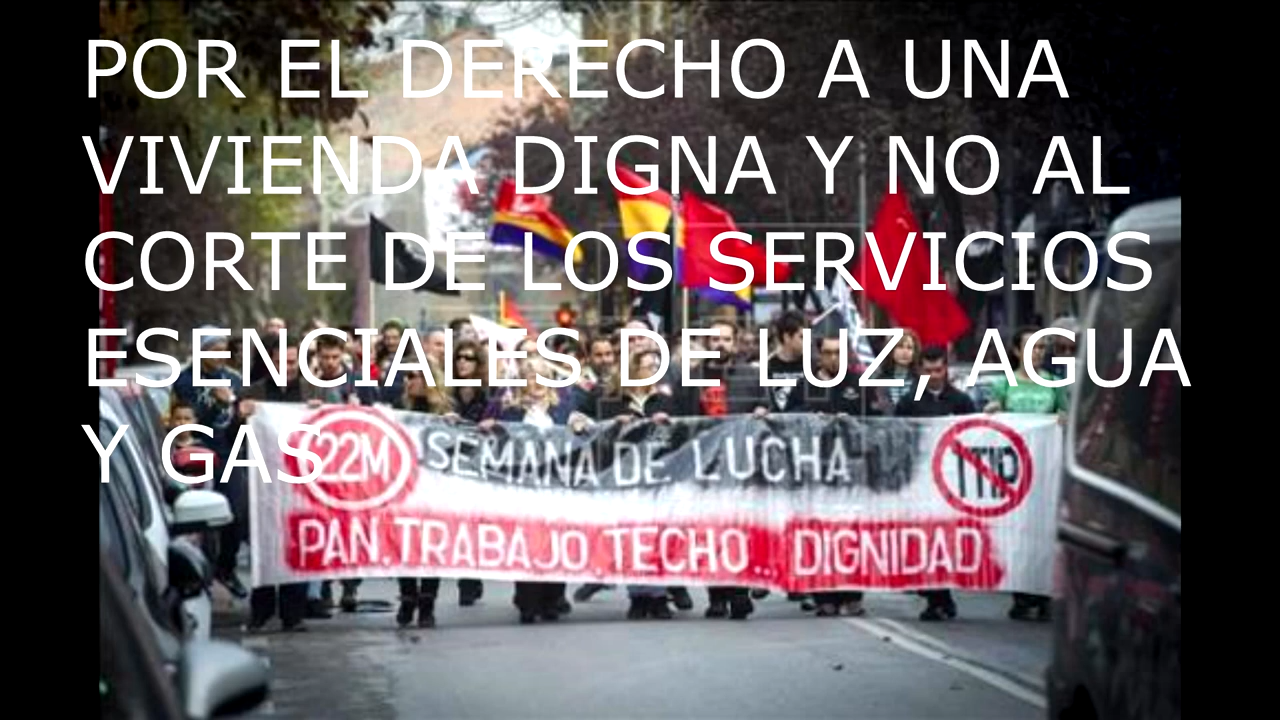 POR EL DERECHO A UNA
VIVIENDA DIGNA Y NO AL
CORTE DE LOS SERVICIOS
ESENCIALES DE LUZ, AGUA
Y GAS
22M SEMANA DE LUCHA TTIP
PAN, TRABAJO, TECHO... DIGNIDAD